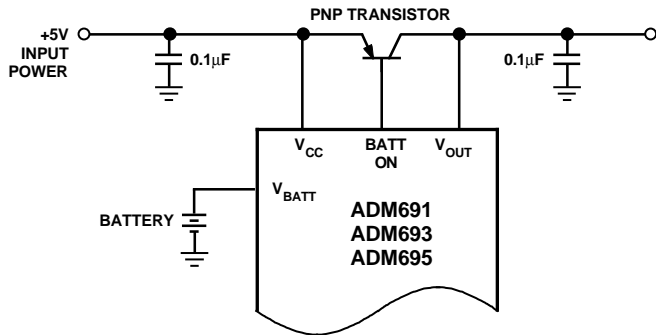 PNP TRANSISTOR
+5V
INPUT
POWER
0.1μF
0.1μF
VCC
BATT
ON
VOUT
VBATT
BATTERY
ADM691
ADM693
ADM695